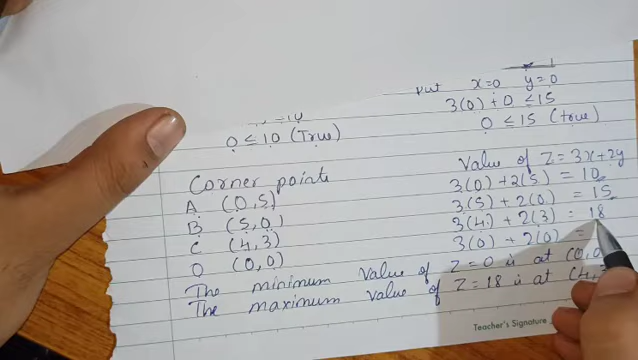 Put x=0 y=0
3(0) + 0 ≤ 15
0 ≤ 10 (True)
0 ≤ 15 (true)
Corner points
Value of Z = 3x+2y
A (0,5)
3(0)+2(5) = 10
B (5,0)
3(5) + 2(0) = 15
C (4,3)
3(4) + 2(3) = 18
O (0,0)
3(0) + 2(0) =
The minimum value of Z = 0 is at (0,0
The maximum value of Z = 18 is at (4,3
Teacher's Signature